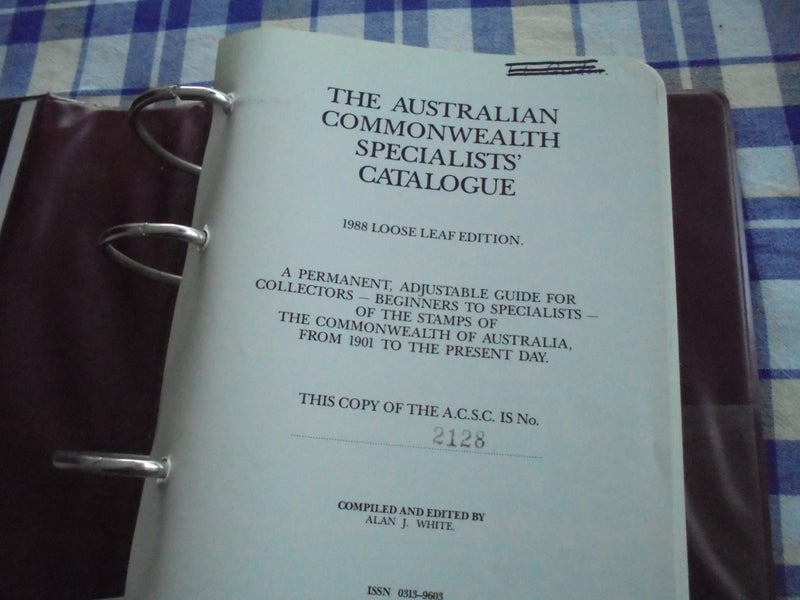 THE AUSTRALIAN
COMMONWEALTH
SPECIALISTS'
CATALOGUE
1988 LOOSE LEAF EDITION.
A PERMANENT, ADJUSTABLE GUIDE FOR
COLLECTORS — BEGINNERS TO SPECIALISTS —
OF THE STAMPS OF
THE COMMONWEALTH OF AUSTRALIA,
FROM 1901 TO THE PRESENT DAY.
THIS COPY OF THE A.C.S.C. IS No.
2128
COMPILED AND EDITED BY
ALAN J. WHITE.
ISSN 0313-9603